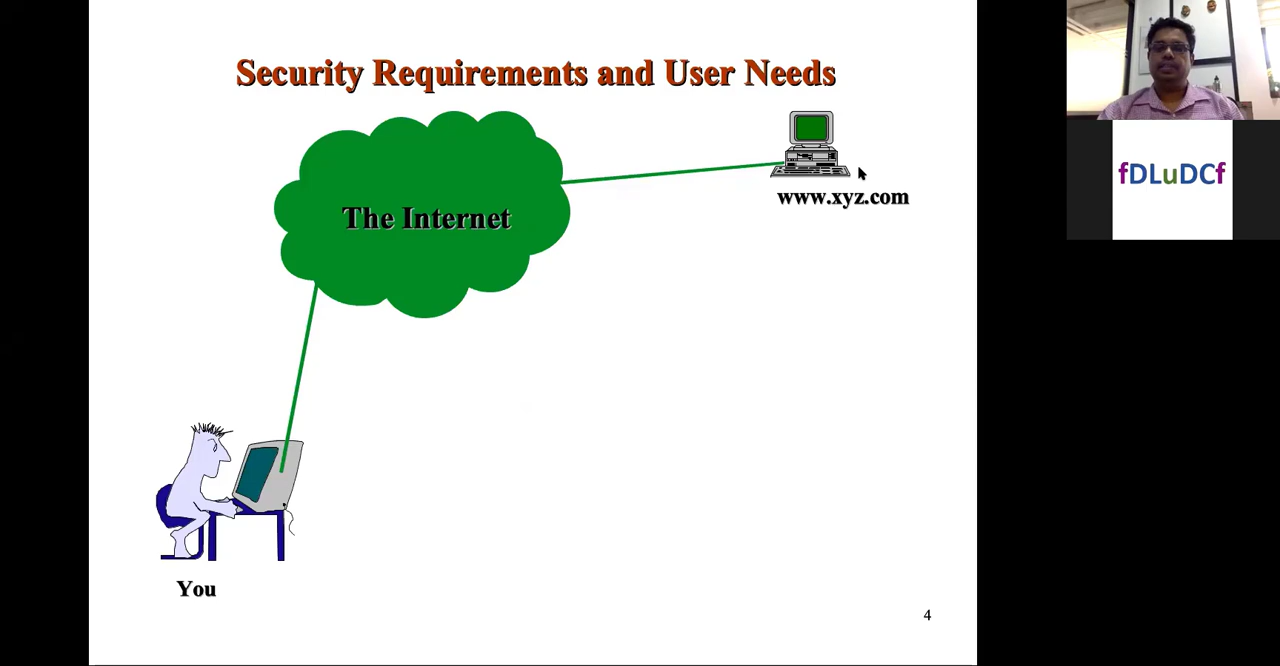 Security Requirements and User Needs
The Internet
www.xyz.com
fDLuDCf
You
4